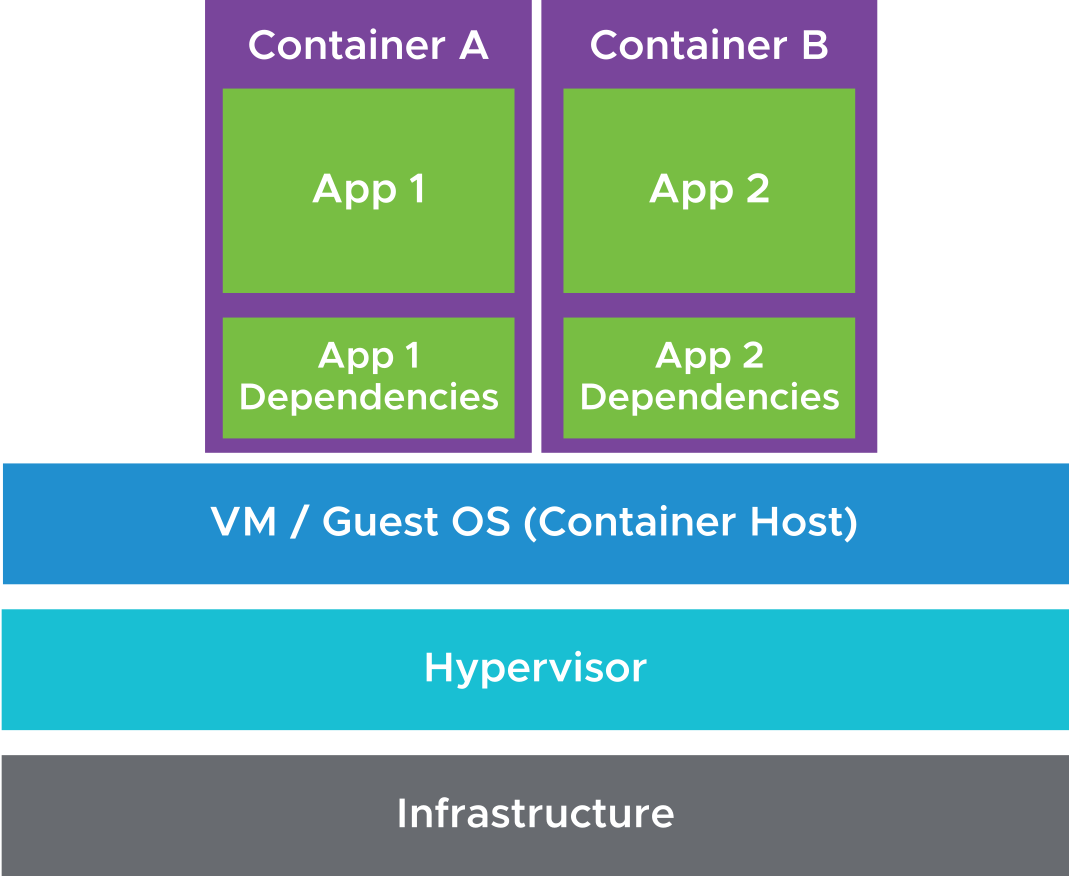 Container A
Container B
App 1
App 2
App 1
Dependencies
App 2
Dependencies
VM / Guest OS (Container Host)
Hypervisor
Infrastructure